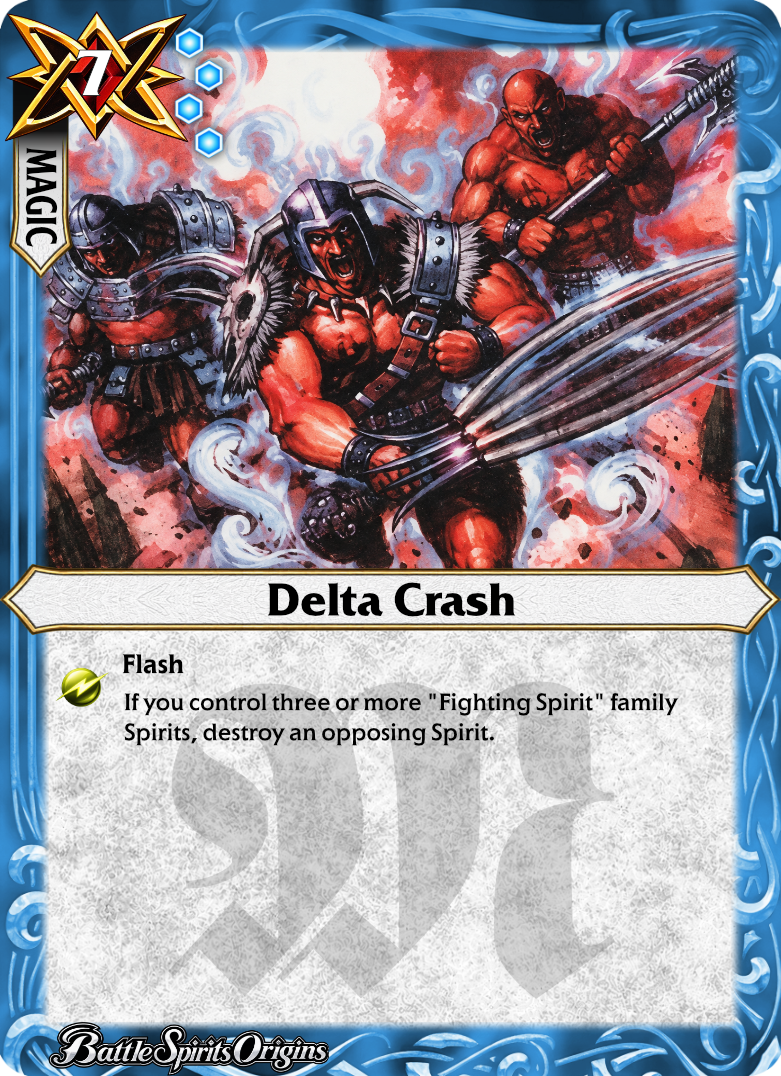 7
MAGIC
Delta Crash
Flash
If you control three or more "Fighting Spirit" family
Spirits, destroy an opposing Spirit.
M
Battle Spirits Origins